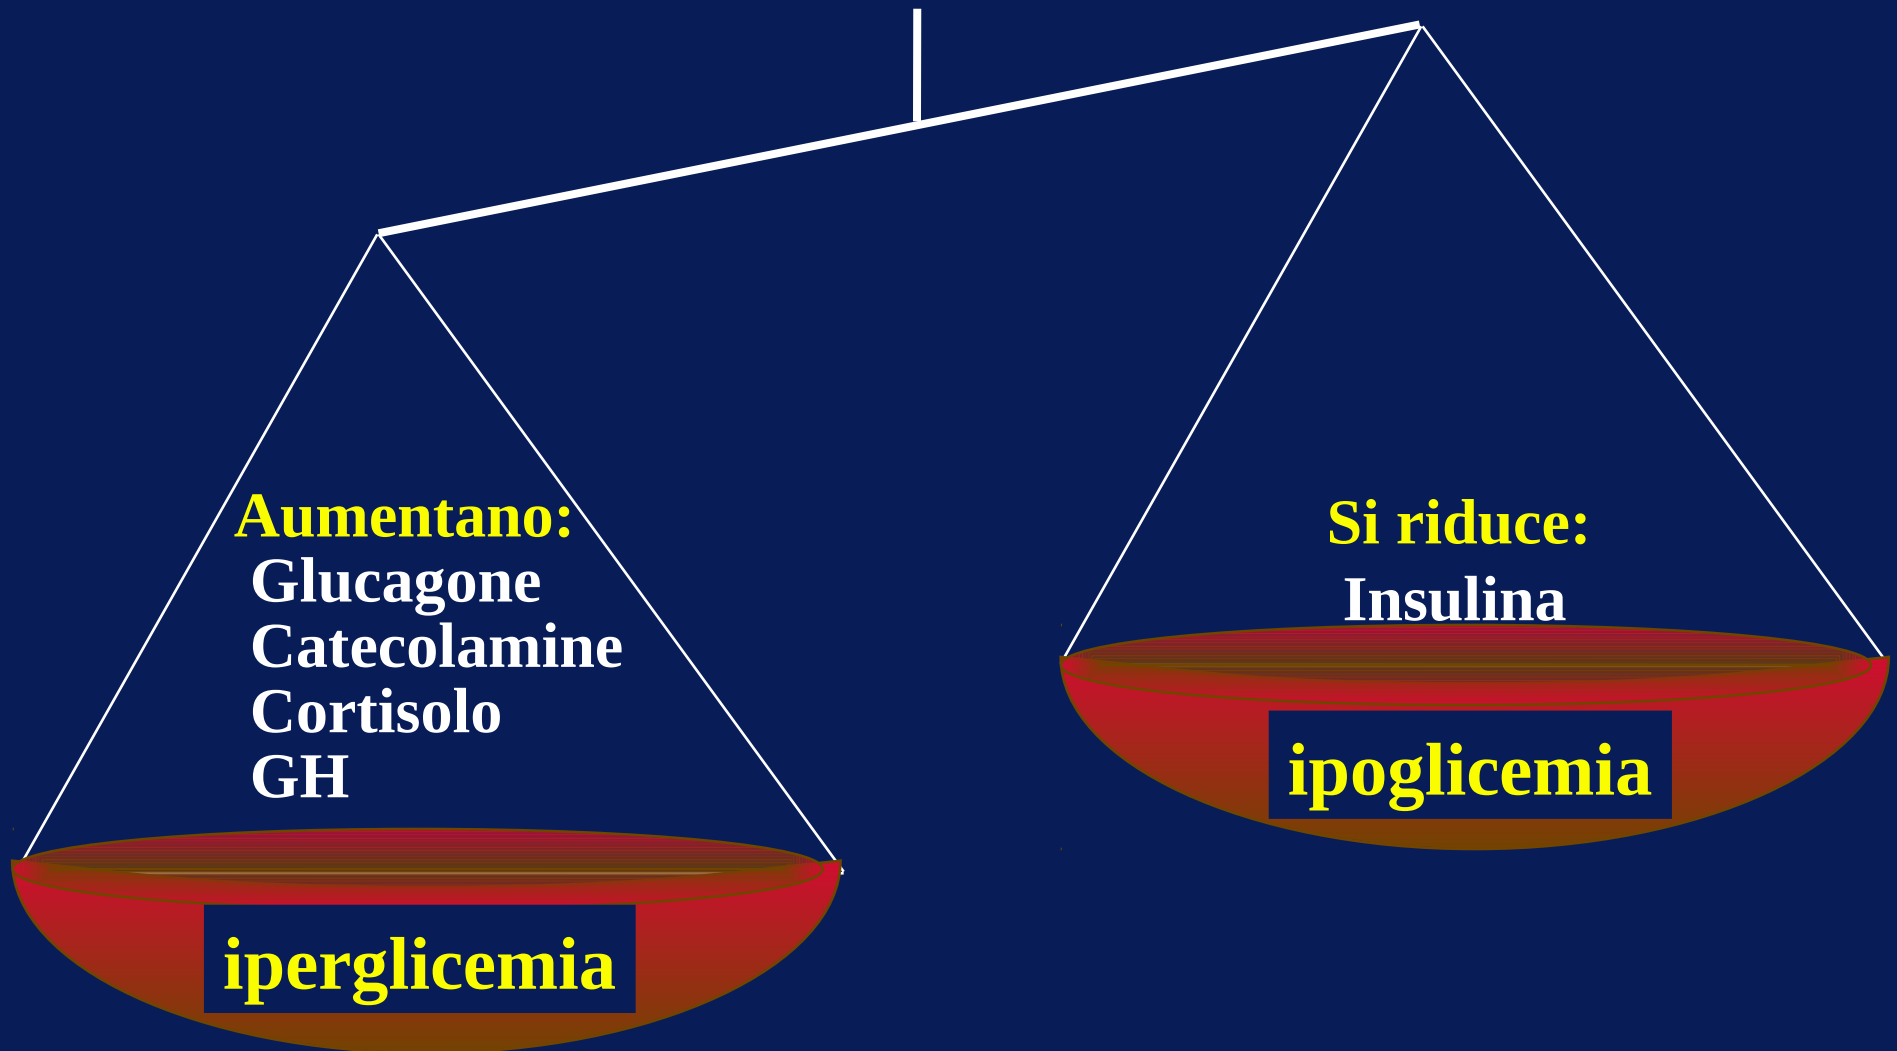 Aumentano:
Glucagone
Catecolamine
Cortisolo
GH
iperglicemia
Si riduce:
Insulina
ipoglicemia